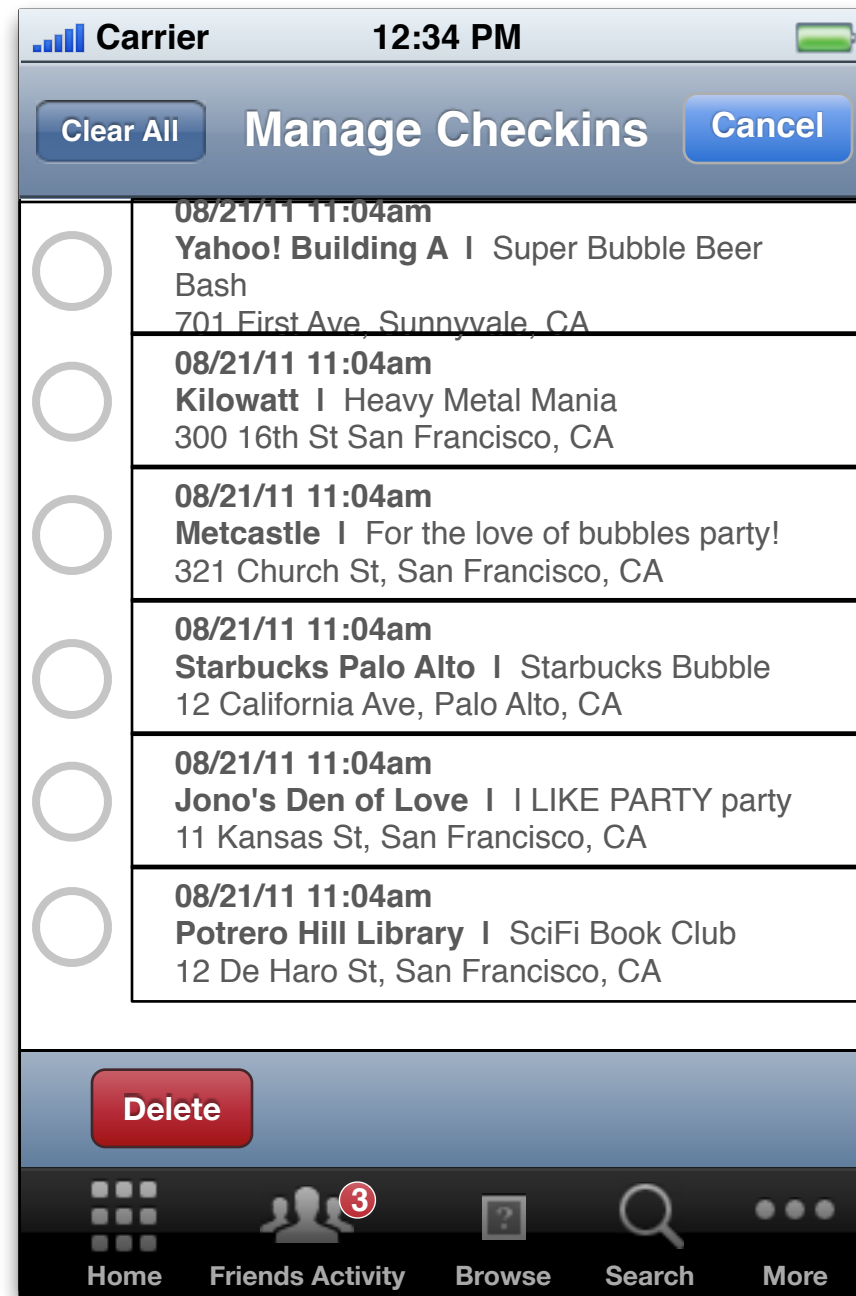 Carrier 12:34 PM
Clear All Manage Checkins Cancel
08/21/11 11:04am
Yahoo! Building A | Super Bubble Beer
Bash
701 First Ave, Sunnyvale, CA
08/21/11 11:04am
Kilowatt | Heavy Metal Mania
300 16th St San Francisco, CA
08/21/11 11:04am
Metcastle | For the love of bubbles party!
321 Church St, San Francisco, CA
08/21/11 11:04am
Starbucks Palo Alto | Starbucks Bubble
12 California Ave, Palo Alto, CA
08/21/11 11:04am
Jono's Den of Love | I LIKE PARTY party
11 Kansas St, San Francisco, CA
08/21/11 11:04am
Potrero Hill Library | SciFi Book Club
12 De Haro St, San Francisco, CA
Delete
3
?
Home Friends Activity Browse Search More